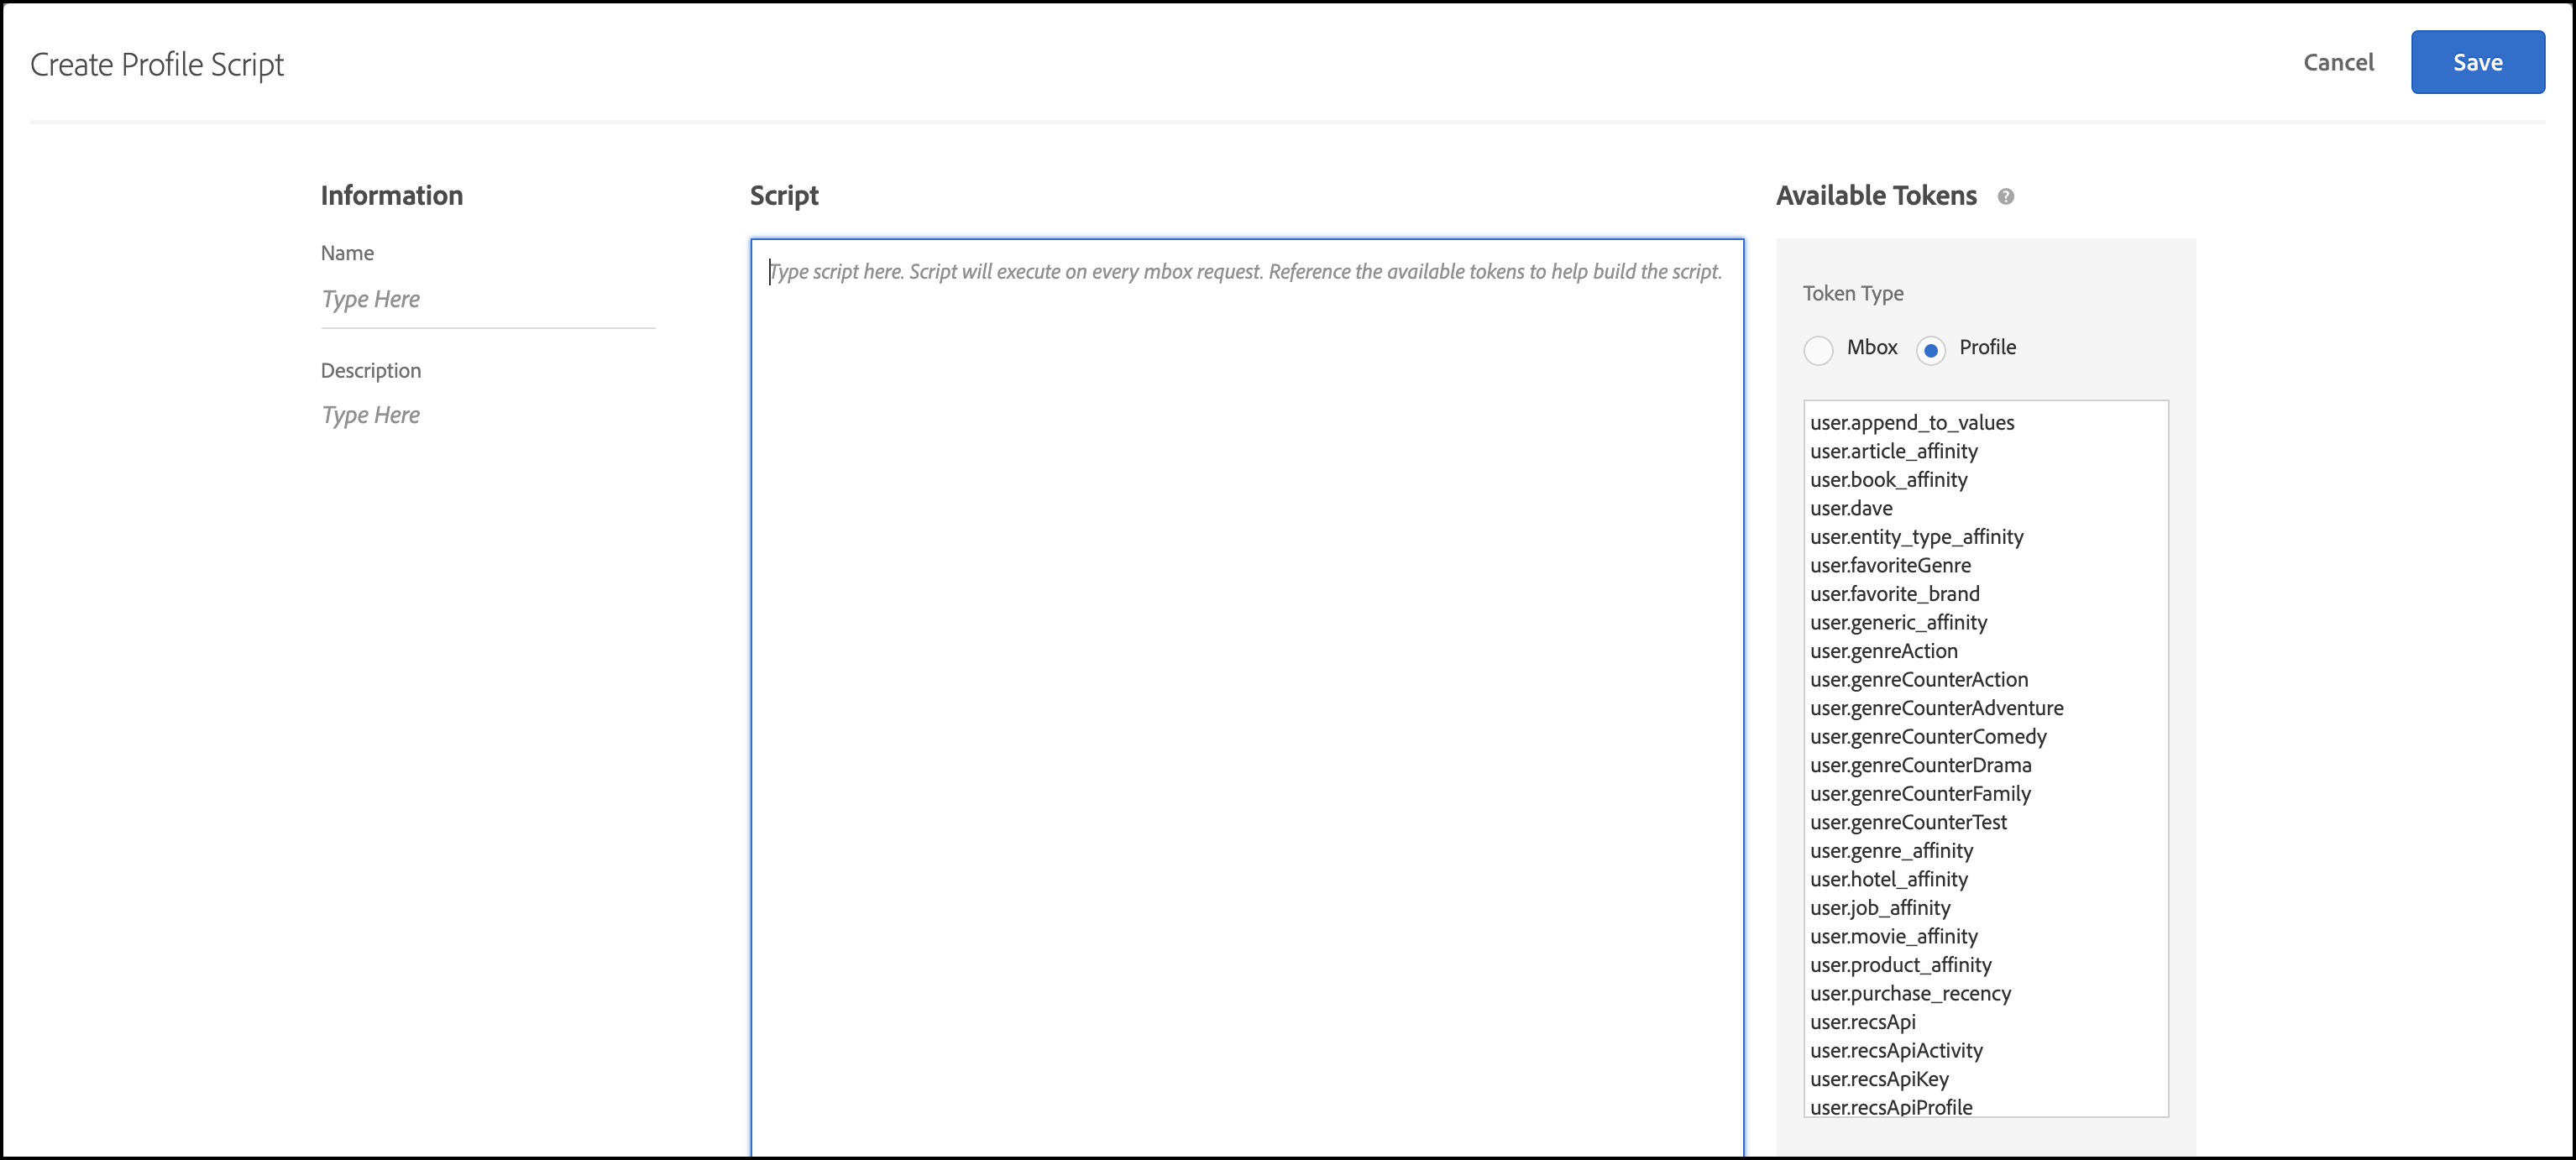 Create Profile Script
Cancel
Save
Information
Name
Type Here
Description
Type Here
Script
Type script here. Script will execute on every mbox request. Reference the available tokens to help build the script.
Available Tokens ?
Token Type
Mbox
Profile
user.append_to_values
user.article_affinity
user.book_affinity
user.dave
user.entity_type_affinity
user.favoriteGenre
user.favorite_brand
user.generic_affinity
user.genreAction
user.genreCounterAction
user.genreCounterAdventure
user.genreCounterComedy
user.genreCounterDrama
user.genreCounterFamily
user.genreCounterTest
user.genre_affinity
user.hotel_affinity
user.job_affinity
user.movie_affinity
user.product_affinity
user.purchase_recency
user.recsApi
user.recsApiActivity
user.recsApiKey
user.recsApiProfile